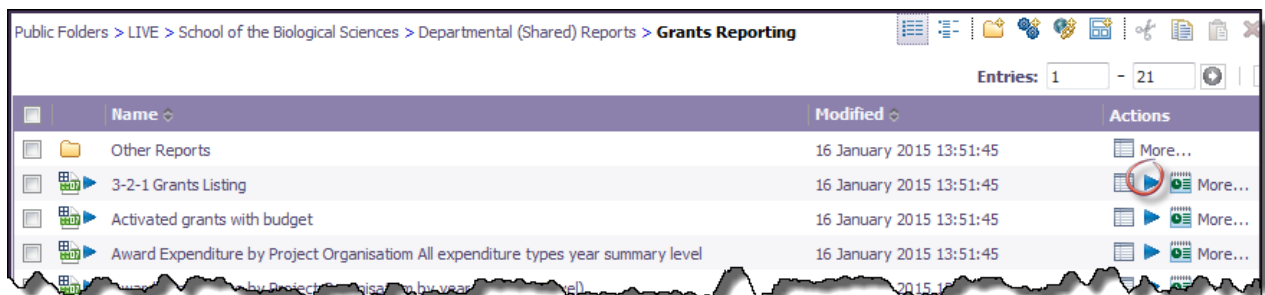 Public Folders > LIVE > School of the Biological Sciences > Departmental (Shared) Reports > Grants Reporting
Entries: 1 - 21
Name Modified Actions
Other Reports 16 January 2015 13:51:45 More...
3-2-1 Grants Listing 16 January 2015 13:51:45 More...
Activated grants with budget 16 January 2015 13:51:45 More...
Award Expenditure by Project Organisatiom All expenditure types year summary level 16 January 2015 13:51:45 More...
by year 2015